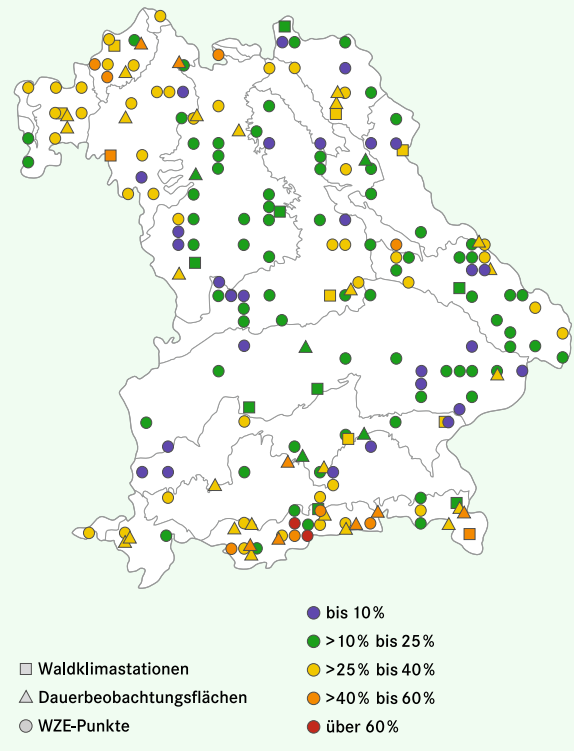 bis 10%
>10% bis 25%
Waldklimastationen
>25% bis 40%
Dauerbeobachtungsflächen
>40% bis 60%
WZE-Punkte
über 60%